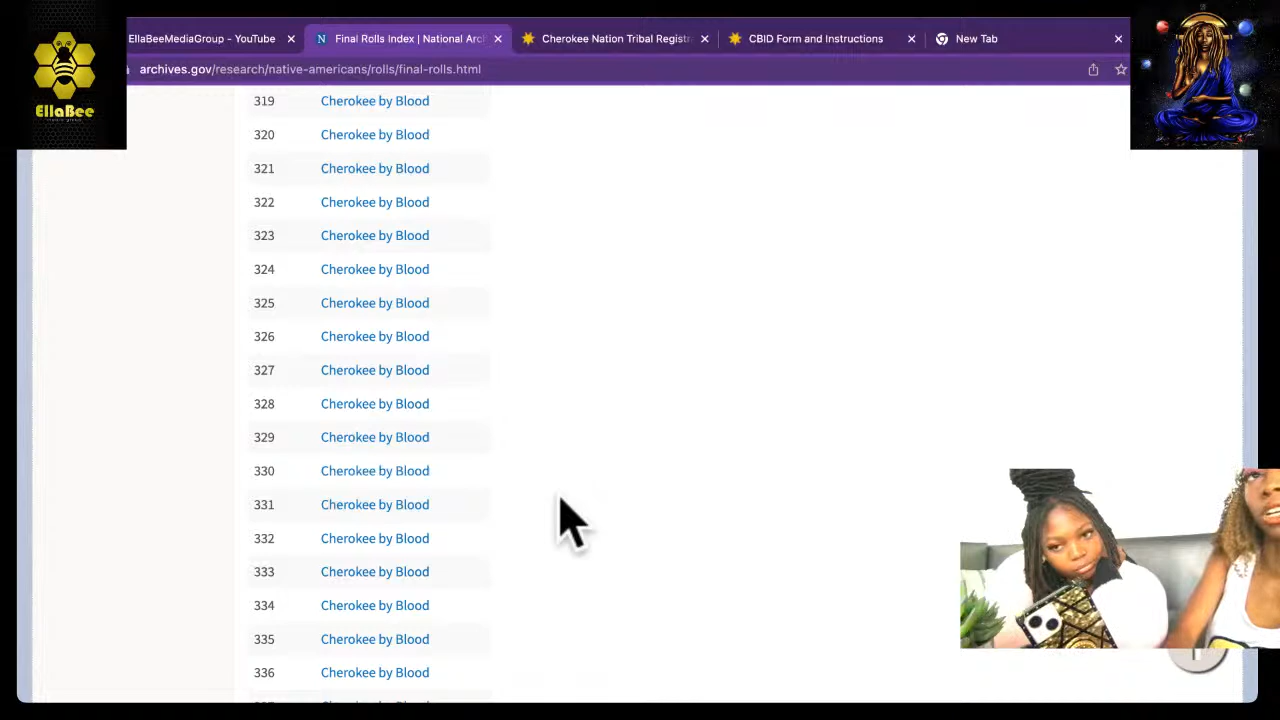 EllaBeeMediaGroup - YouTube
Final Rolls Index | National Arc
Cherokee Nation Tribal Registr
CBID Form and Instructions
New Tab
archives.gov/research/native-americans/rolls/final-rolls.html
EllaBee
319 Cherokee by Blood
320 Cherokee by Blood
321 Cherokee by Blood
322 Cherokee by Blood
323 Cherokee by Blood
324 Cherokee by Blood
325 Cherokee by Blood
326 Cherokee by Blood
327 Cherokee by Blood
328 Cherokee by Blood
329 Cherokee by Blood
330 Cherokee by Blood
331 Cherokee by Blood
332 Cherokee by Blood
333 Cherokee by Blood
334 Cherokee by Blood
335 Cherokee by Blood
336 Cherokee by Blood